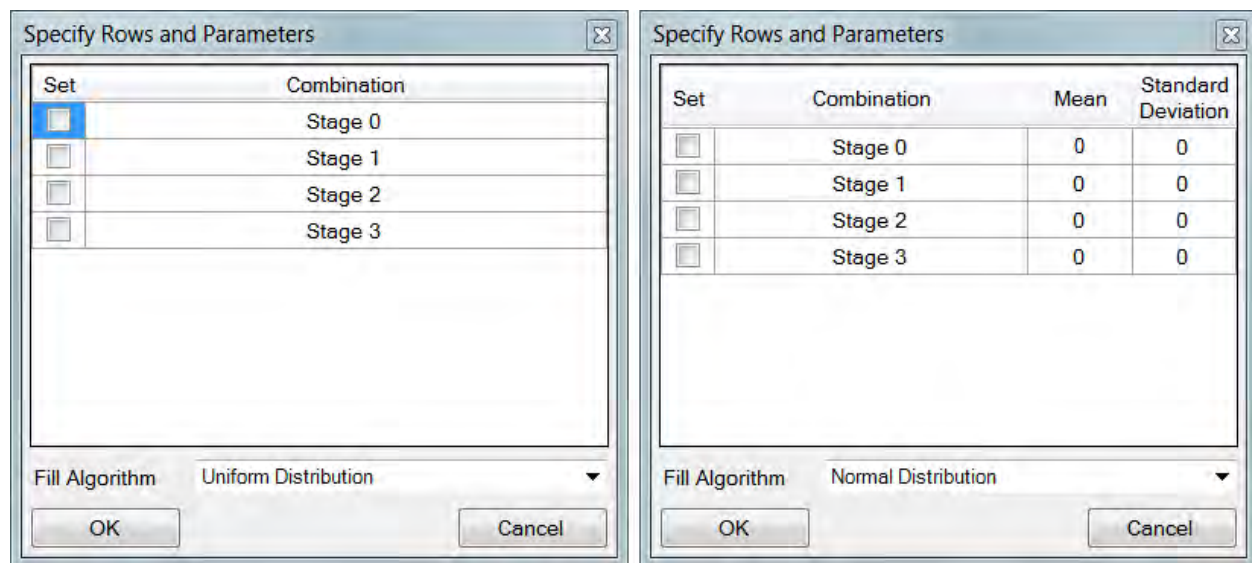 Specify Rows and Parameters
Set Combination
Stage 0
Stage 1
Stage 2
Stage 3
Fill Algorithm Uniform Distribution
OK Cancel
Specify Rows and Parameters
Set Combination Mean Standard Deviation
Stage 0 0 0
Stage 1 0 0
Stage 2 0 0
Stage 3 0 0
Fill Algorithm Normal Distribution
OK Cancel